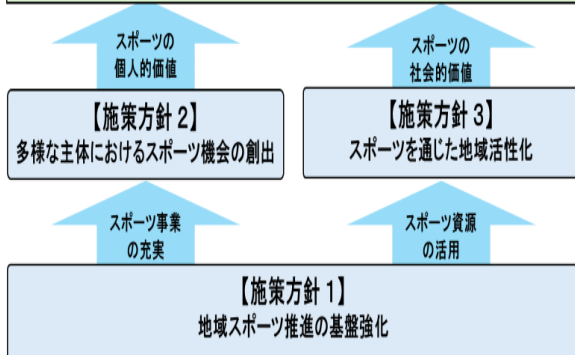 スポーツの
個人的価値
スポーツの
社会的価値
【施策方針 2】
多様な主体におけるスポーツ機会の創出
【施策方針 3】
スポーツを通じた地域活性化
スポーツ事業
の充実
スポーツ資源
の活用
【施策方針 1】
地域スポーツ推進の基盤強化